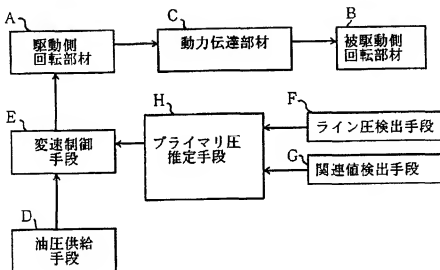 A
駆動側
回転部材
C
動力伝達部材
B
被駆動側
回転部材
E
変速制御
手段
H
プライマリ圧
推定手段
F
ライン圧検出手段
G
関連値検出手段
D
油圧供給
手段